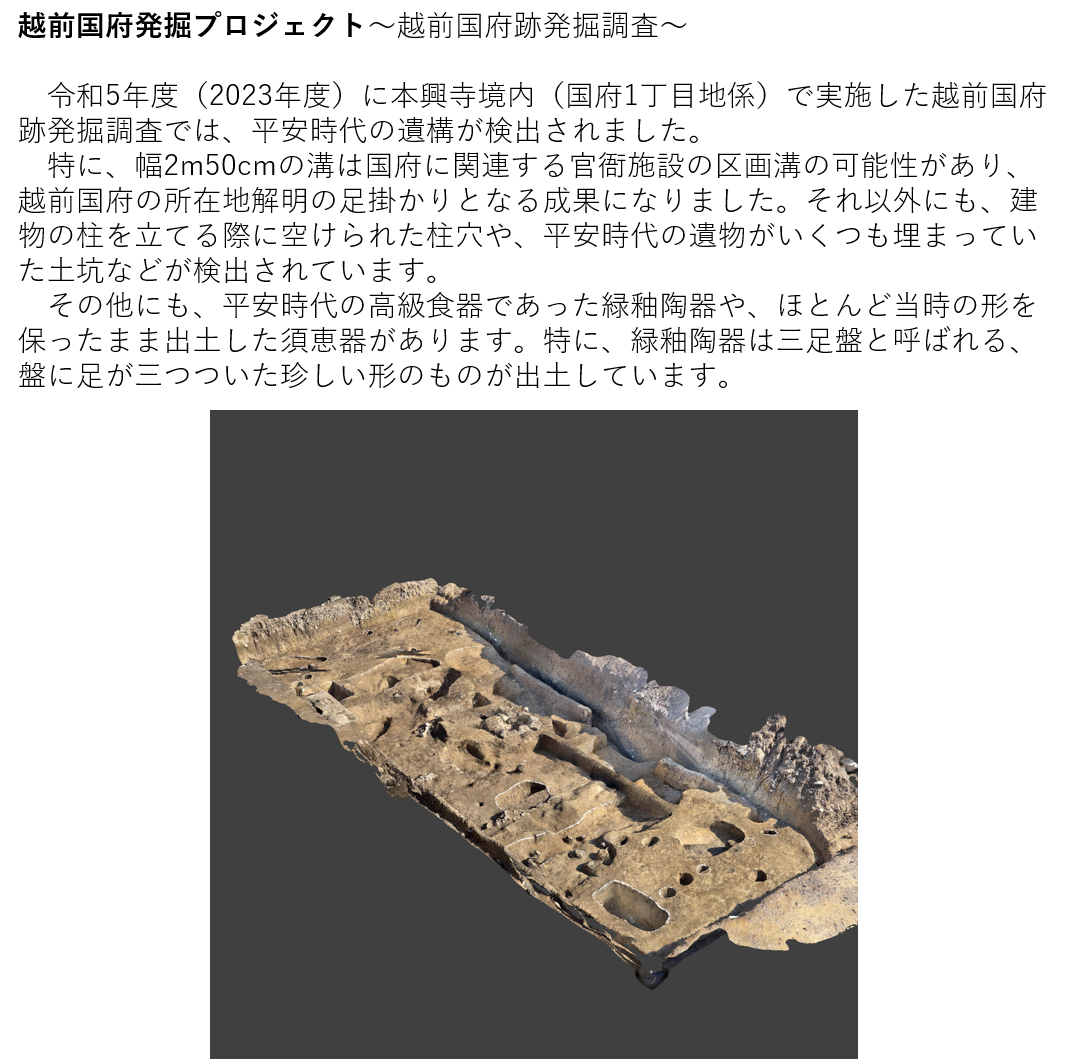 越前国府発掘プロジェクト～越前国府跡発掘調査～
　令和5年度（2023年度）に本興寺境内（国府1丁目地係）で実施した越前国府
跡発掘調査では、平安時代の遺構が検出されました。
　特に、幅2m50cmの溝は国府に関連する官衙施設の区画溝の可能性があり、
越前国府の所在地解明の足掛かりとなる成果になりました。それ以外にも、建
物の柱を立てる際に空けられた柱穴や、平安時代の遺物がいくつも埋まってい
た土坑などが検出されています。
　その他にも、平安時代の高級食器であった緑釉陶器や、ほとんど当時の形を
保ったまま出土した須恵器があります。特に、緑釉陶器は三足盤と呼ばれる、
盤に足が三つついた珍しい形のものが出土しています。